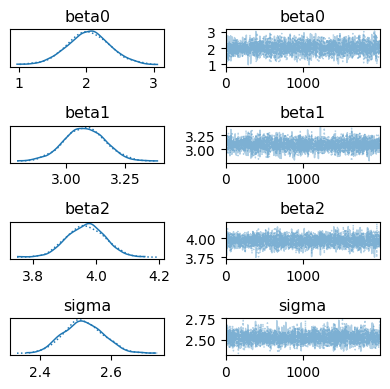 beta0 beta0
3
2
1
1 2 3 0 1000
beta1 beta1
3.25
3.00
3.00 3.25 0 1000
beta2 beta2
4.00
3.75
3.8 4.0 4.2 0 1000
sigma sigma
2.75
2.50
2.4 2.6 0 1000